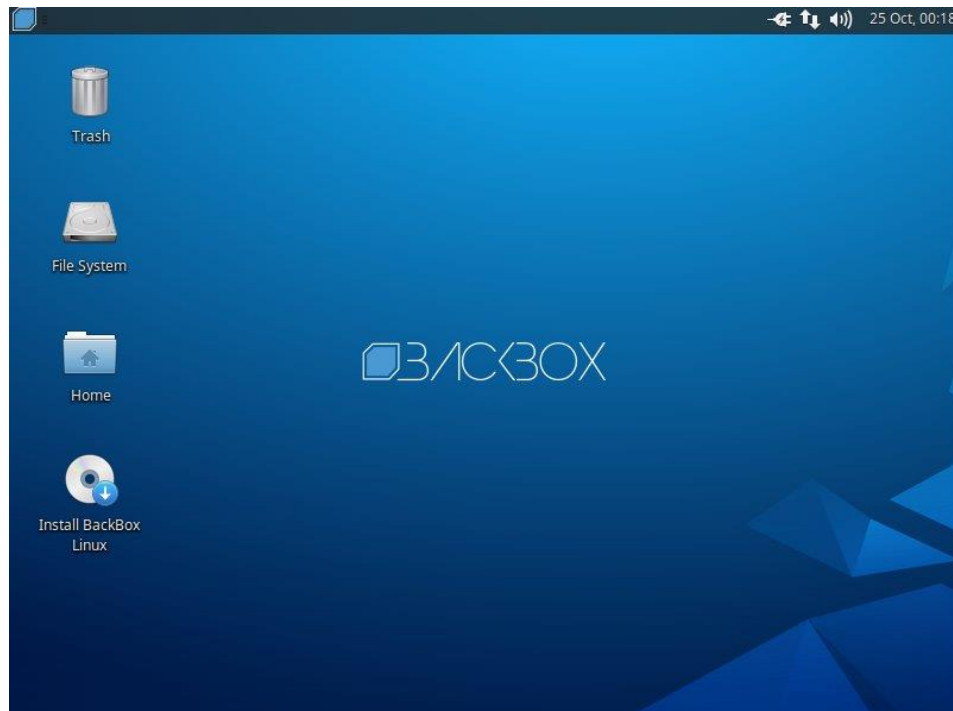 25 Oct, 00:18
Trash
File System
Home
BACKBOX
Install BackBox
Linux